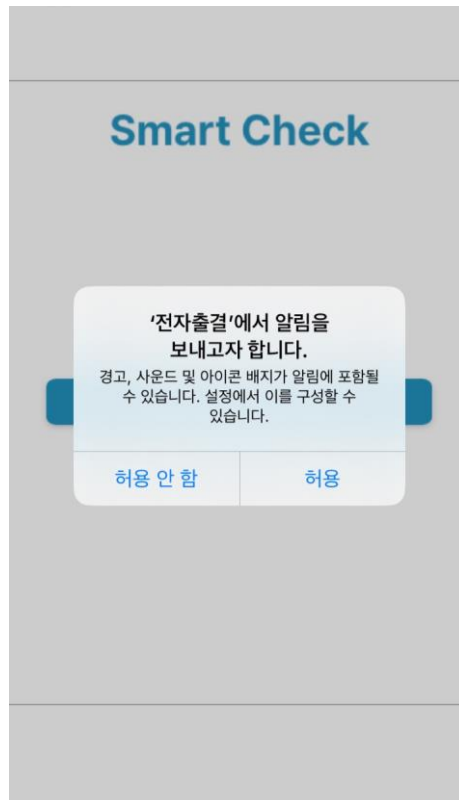 Smart Check
‘전자출결’에서 알림을
보내고자 합니다.
경고, 사운드 및 아이콘 배지가 알림에 포함될
수 있습니다. 설정에서 이를 구성할 수
있습니다.
허용 안 함
허용